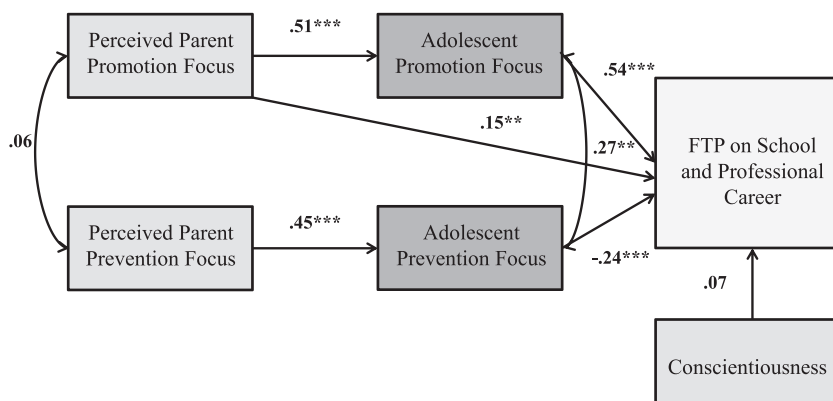 Perceived Parent
Promotion Focus
.51***
Adolescent
Promotion Focus
.54***
.15**
.27**
FTP on School
and Professional
Career
.06
Perceived Parent
Prevention Focus
.45***
Adolescent
Prevention Focus
-.24***
.07
Conscientiousness